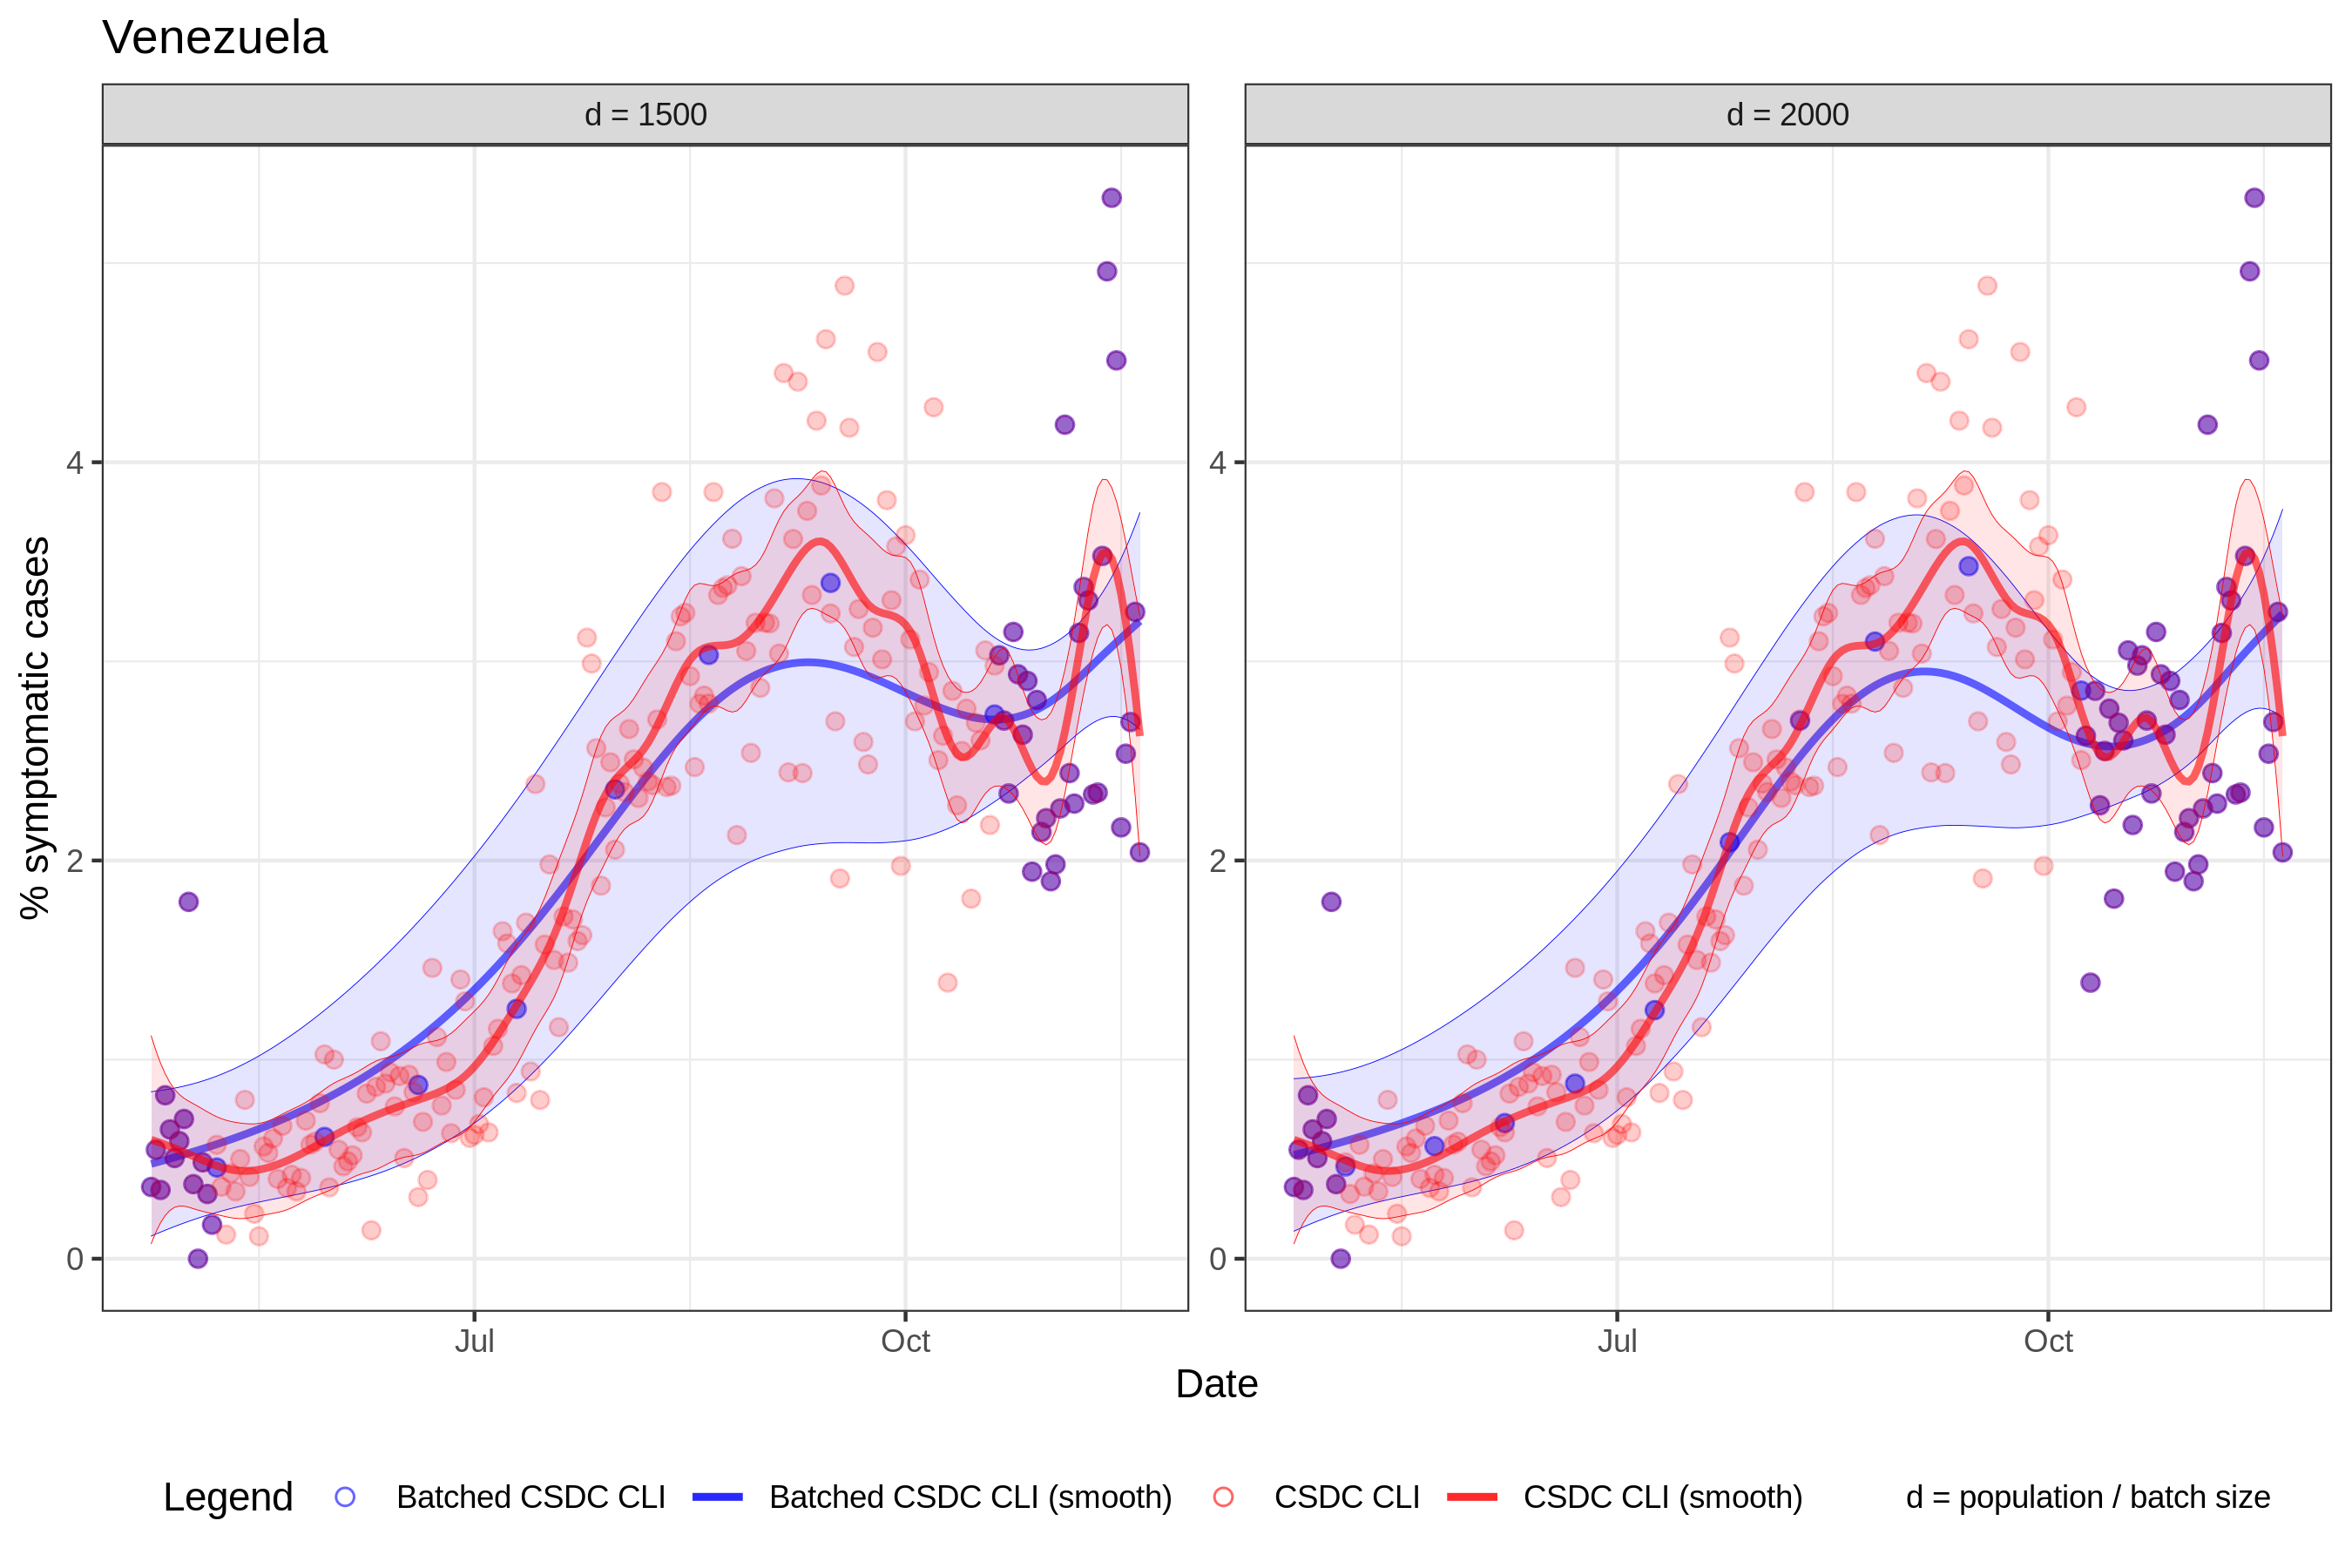 Venezuela
d = 1500
d = 2000
% symptomatic cases
4
2
0
4
2
0
Jul
Oct
Jul
Oct
Date
Legend Batched CSDC CLI Batched CSDC CLI (smooth) CSDC CLI CSDC CLI (smooth) d = population / batch size